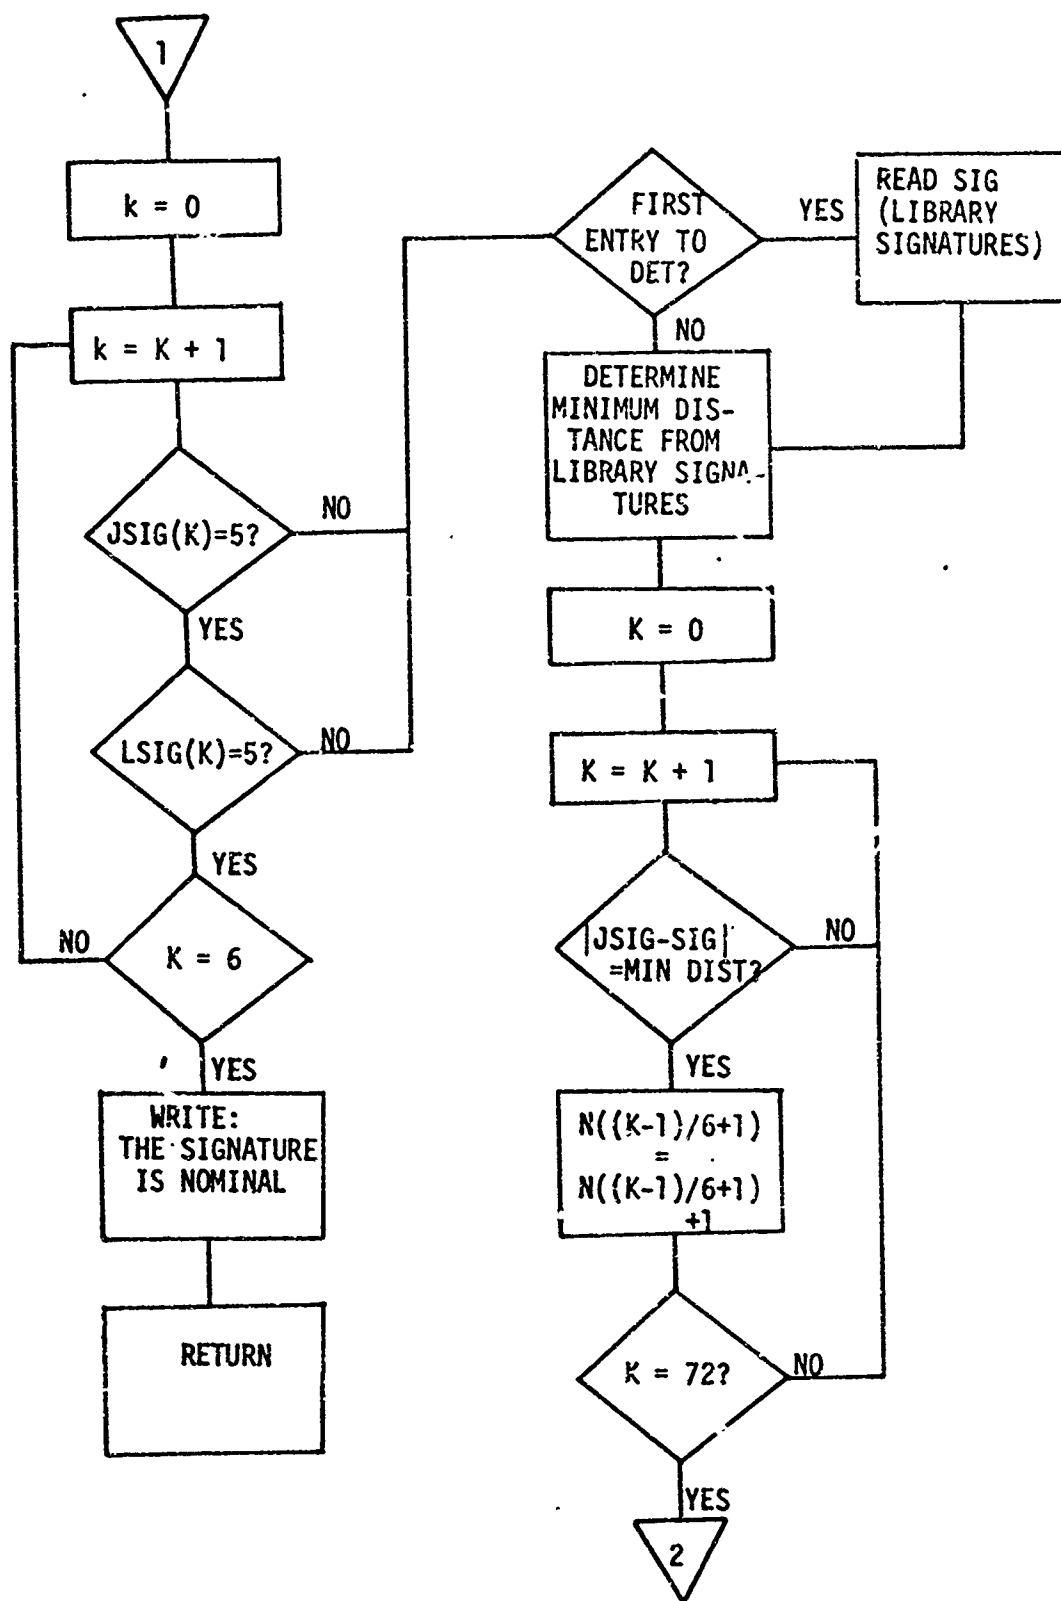 1
k = 0
k = K + 1
JSIG(K)=5?
NO
YES
LSIG(K)=5?
NO
YES
K = 6
NO
YES
WRITE:
THE SIGNATURE
IS NOMINAL
RETURN
FIRST
ENTRY TO
DET?
YES
READ SIG
(LIBRARY
SIGNATURES)
NO
DETERMINE
MINIMUM DIS-
TANCE FROM
LIBRARY SIGNA-
TURES
K = 0
K = K + 1
|JSIG-SIG|
=MIN DIST?
NO
YES
N((K-1)/6+1)
=
N((K-1)/6+1)
+1
K = 72?
NO
YES
2